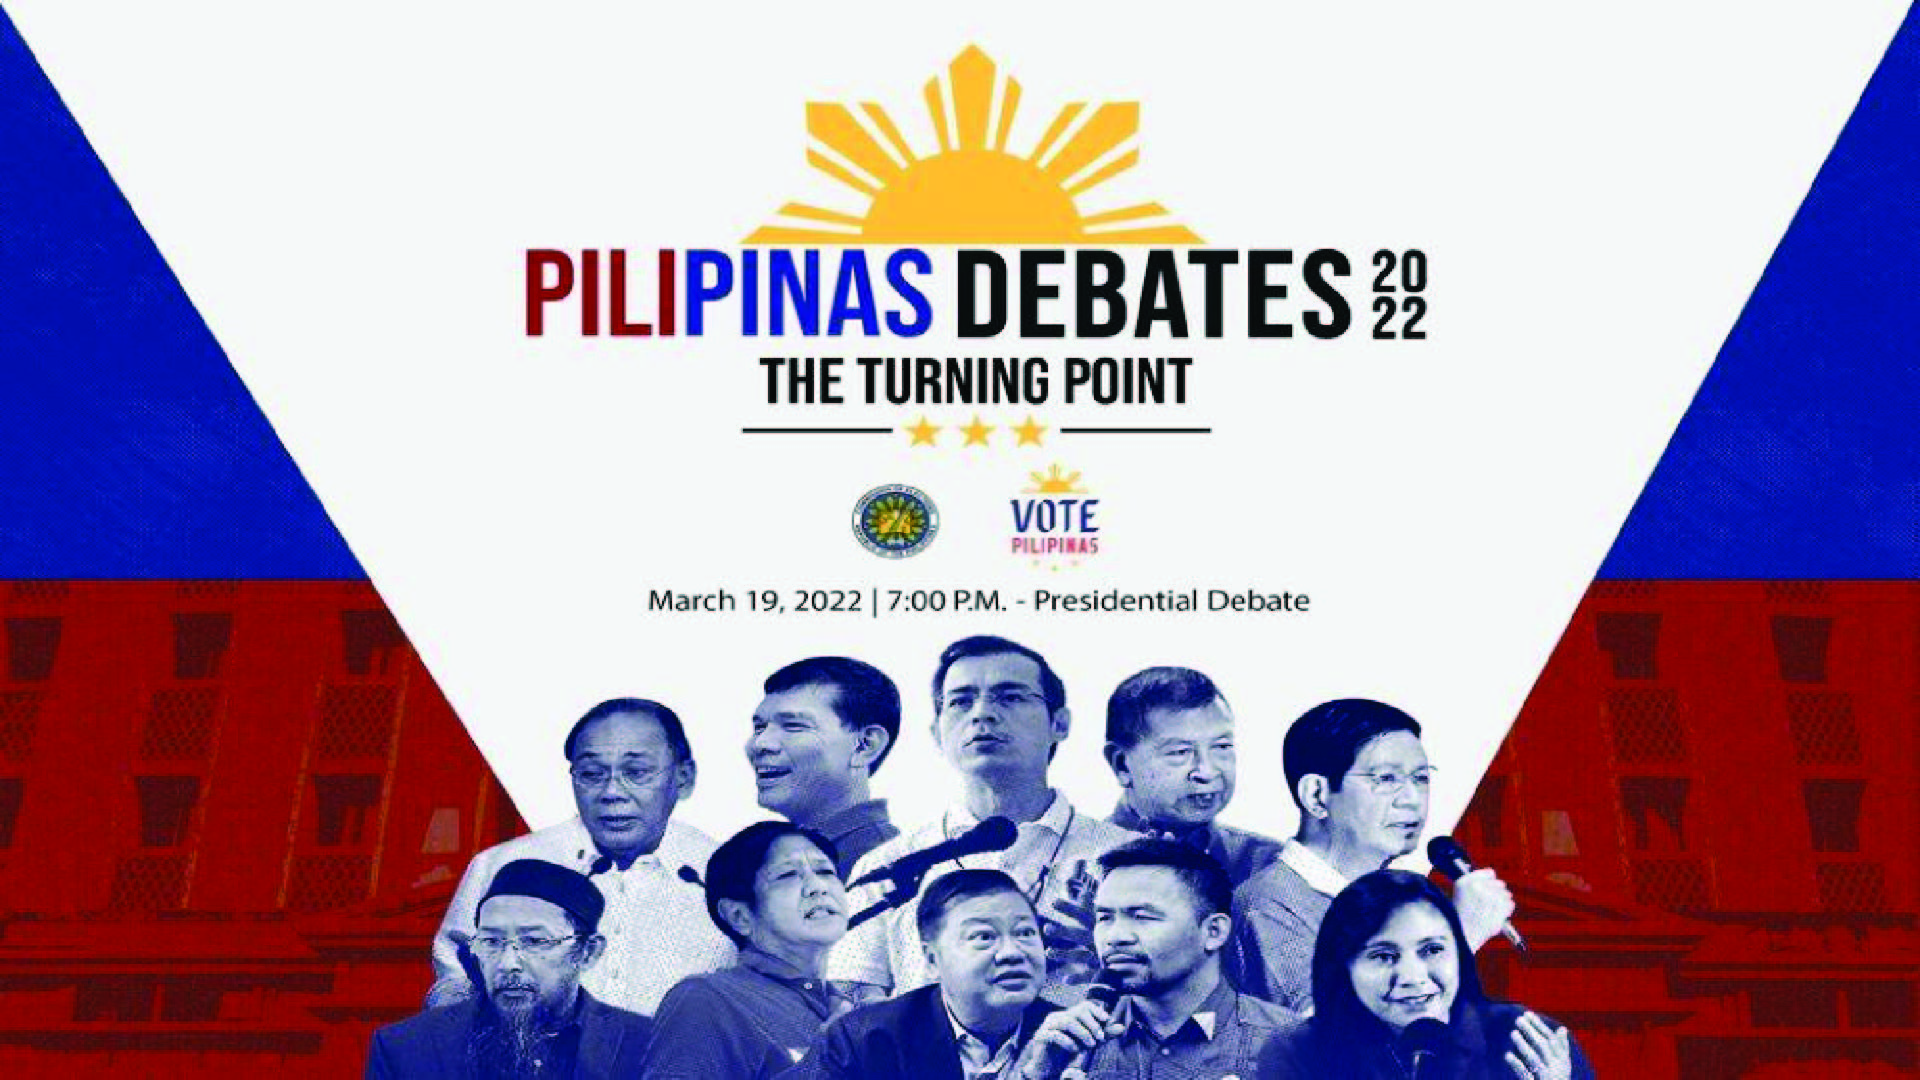 PILIPINAS DEBATES 2022
THE TURNING POINT
VOTE
PILIPINAS
March 19, 2022 | 7:00 P.M. - Presidential Debate